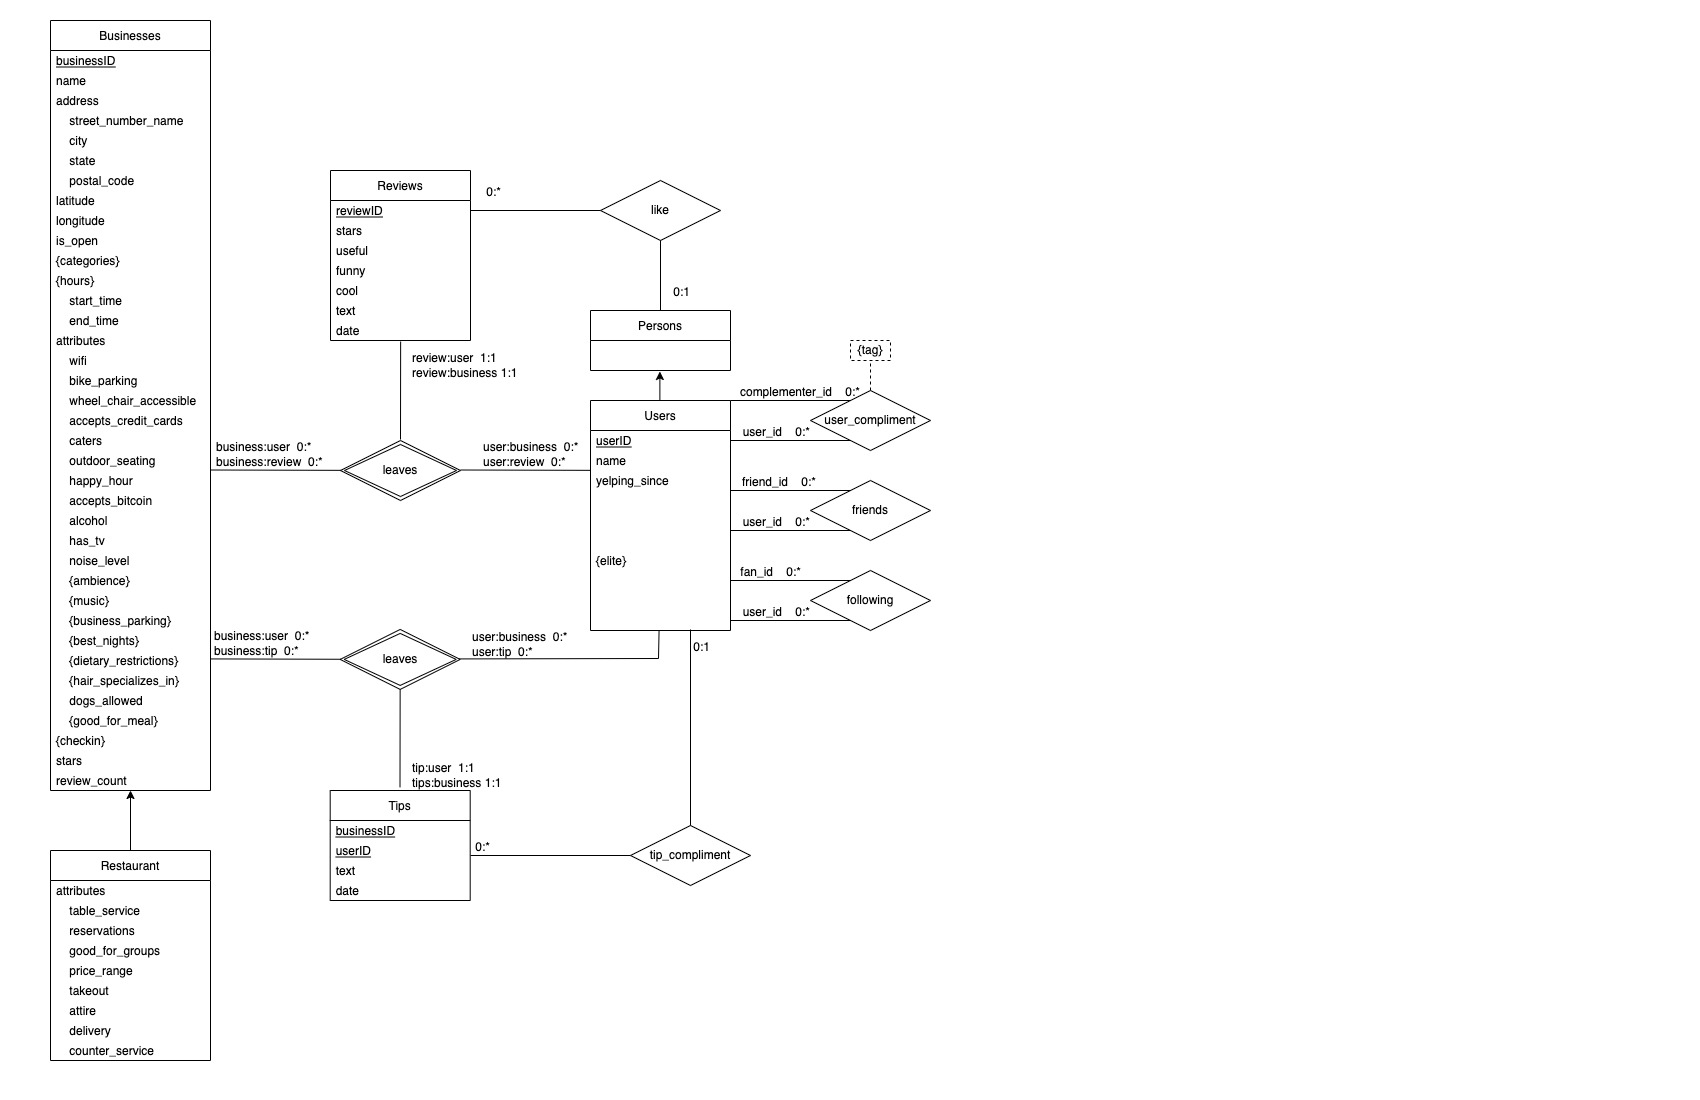 Businesses
businessID
name
address
street_number_name
city
state
postal_code
latitude
longitude
is_open
{categories}
{hours}
start_time
end_time
attributes
wifi
bike_parking
wheel_chair_accessible
accepts_credit_cards
caters
outdoor_seating
happy_hour
accepts_bitcoin
alcohol
has_tv
noise_level
{ambience}
{music}
{business_parking}
{best_nights}
{dietary_restrictions}
{hair_specializes_in}
dogs_allowed
{good_for_meal}
{checkin}
stars
review_count
Restaurant
attributes
table_service
reservations
good_for_groups
price_range
takeout
attire
delivery
counter_service
Reviews
reviewID
stars
useful
funny
cool
text
date
0:*
like
0:1
Persons
review:user 1:1
review:business 1:1
business:user 0:*
business:review 0:*
leaves
user:business 0:*
user:review 0:*
Users
userID
name
yelping_since
{elite}
{tag}
complementer_id 0:*
user_compliment
user_id 0:*
friend_id 0:*
friends
user_id 0:*
fan_id 0:*
following
user_id 0:*
business:user 0:*
business:tip 0:*
leaves
user:business 0:*
user:tip 0:*
0:1
tip:user 1:1
tips:business 1:1
Tips
businessID
userID
text
date
0:*
tip_compliment